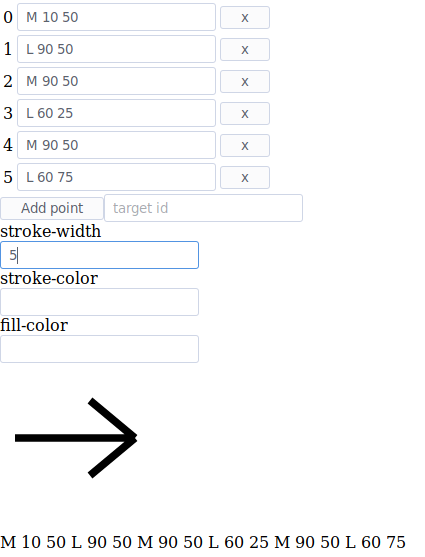 0 M 10 50 x
1 L 90 50 x
2 M 90 50 x
3 L 60 25 x
4 M 90 50 x
5 L 60 75 x
Add point target id
stroke-width
5
stroke-color
fill-color
M 10 50 L 90 50 M 90 50 L 60 25 M 90 50 L 60 75